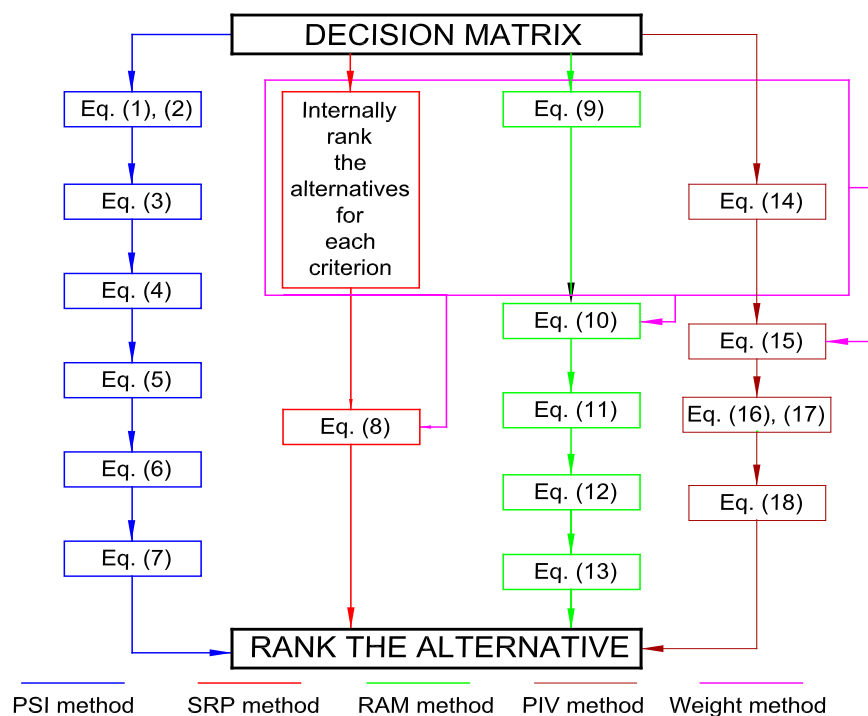 DECISION MATRIX
Eq. (1), (2)
Eq. (3)
Eq. (4)
Eq. (5)
Eq. (6)
Eq. (7)
Internally
rank
the
alternatives
for
each
criterion
Eq. (8)
Eq. (9)
Eq. (10)
Eq. (11)
Eq. (12)
Eq. (13)
Eq. (14)
Eq. (15)
Eq. (16), (17)
Eq. (18)
RANK THE ALTERNATIVE
PSI method
SRP method
RAM method
PIV method
Weight method